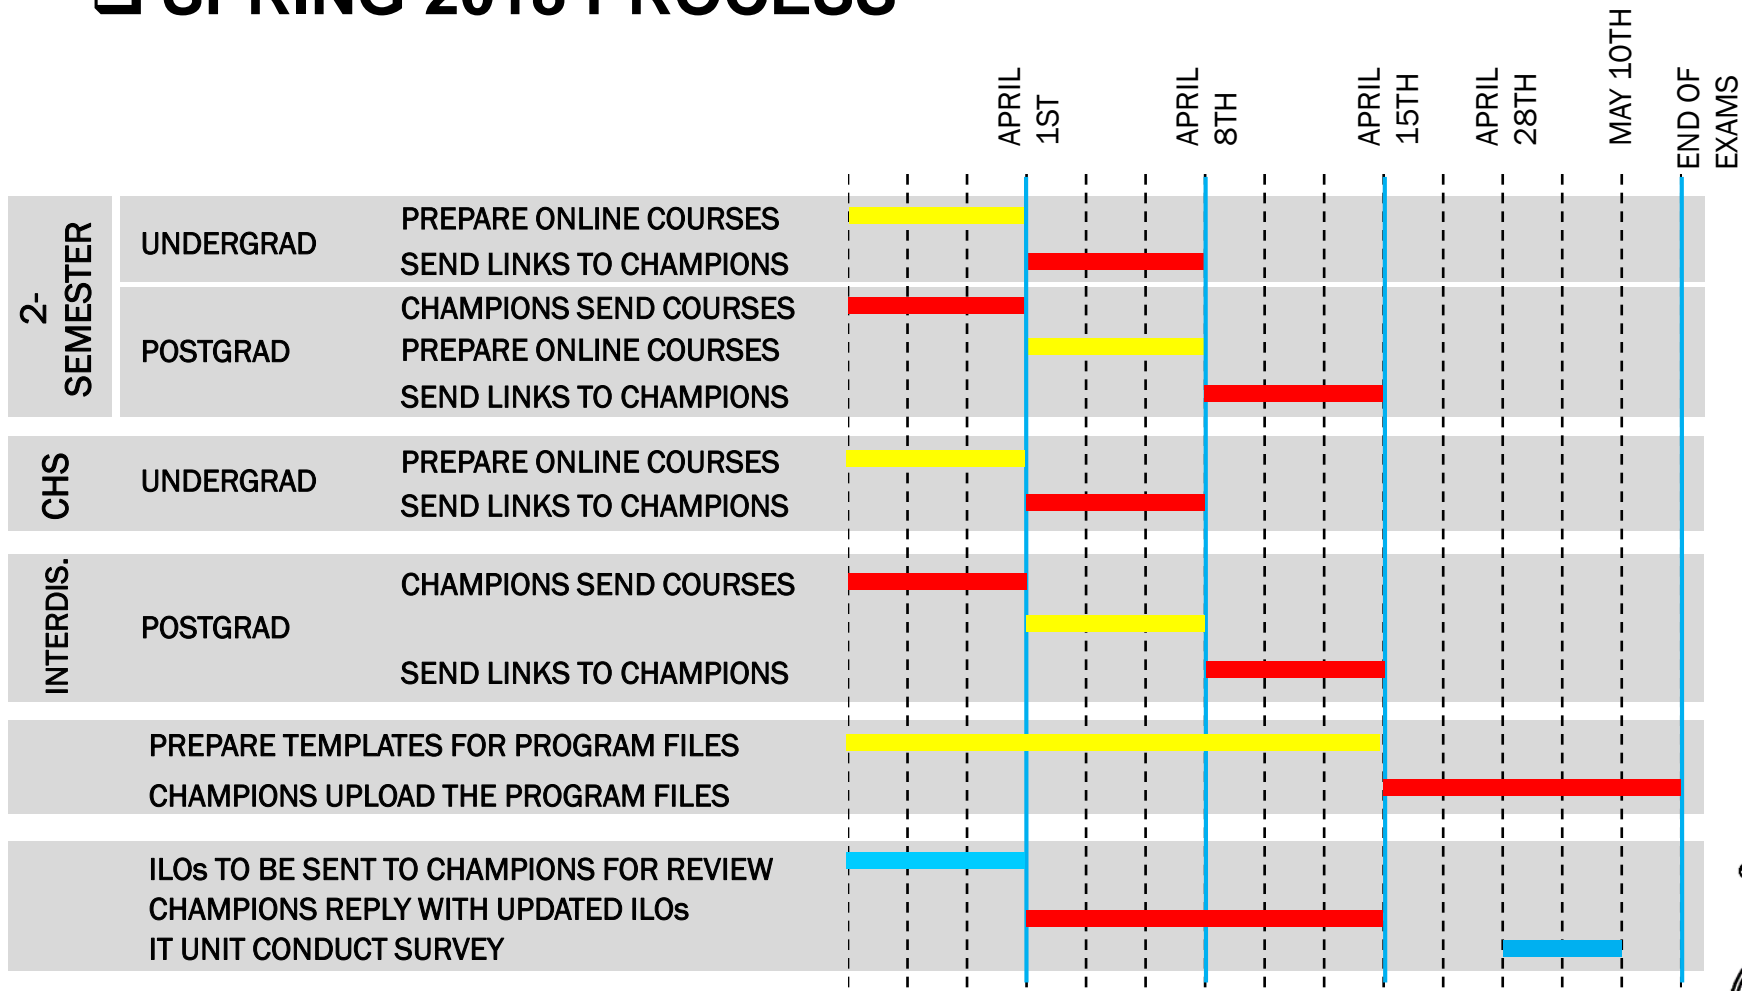 SPRING 2018 PROCESS
APRIL
1ST
APRIL
8TH
APRIL
15TH
APRIL
28TH
MAY 10TH
END OF
EXAMS
2-
SEMESTER
UNDERGRAD
PREPARE ONLINE COURSES
SEND LINKS TO CHAMPIONS
POSTGRAD
CHAMPIONS SEND COURSES
PREPARE ONLINE COURSES
SEND LINKS TO CHAMPIONS
CHS
UNDERGRAD
PREPARE ONLINE COURSES
SEND LINKS TO CHAMPIONS
INTERDIS.
POSTGRAD
CHAMPIONS SEND COURSES
SEND LINKS TO CHAMPIONS
PREPARE TEMPLATES FOR PROGRAM FILES
CHAMPIONS UPLOAD THE PROGRAM FILES
ILOs TO BE SENT TO CHAMPIONS FOR REVIEW
CHAMPIONS REPLY WITH UPDATED ILOs
IT UNIT CONDUCT SURVEY